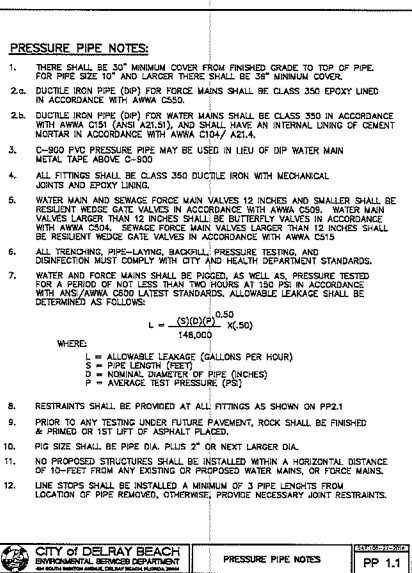 PRESSURE PIPE NOTES:
1. THERE SHALL BE 30" MINIMUM COVER FROM FINISHED GRADE TO TOP OF PIPE.
FOR PIPE SIZE 10" AND LARGER THERE SHALL BE 36" MINIMUM COVER.
2.a. DUCTILE IRON PIPE (DIP) FOR FORCE MAINS SHALL BE CLASS 350 EPOXY LINED
IN ACCORDANCE WITH AWWA C550.
2.b. DUCTILE IRON PIPE (DIP) FOR WATER MAINS SHALL BE CLASS 350 IN ACCORDANCE
WITH AWWA C151 (ANSI A21.51), AND SHALL HAVE AN INTERNAL LINING OF CEMENT
MORTAR IN ACCORDANCE WITH AWWA C104/ A21.4.
3. C-900 PVC PRESSURE PIPE MAY BE USED IN LIEU OF DIP WATER MAIN
METAL TAPE ABOVE C-900
4. ALL FITTINGS SHALL BE CLASS 350 DUCTILE IRON WITH MECHANICAL
JOINTS AND EPOXY LINING.
5. WATER MAIN AND SEWAGE FORCE MAIN VALVES 12 INCHES AND SMALLER SHALL BE
RESILIENT WEDGE GATE VALVES IN ACCORDANCE WITH AWWA C509. WATER MAIN
VALVES LARGER THAN 12 INCHES SHALL BE BUTTERFLY VALVES IN ACCORDANCE
WITH AWWA C504. SEWAGE FORCE MAIN VALVES LARGER THAN 12 INCHES SHALL
BE RESILIENT WEDGE GATE VALVES IN ACCORDANCE WITH AWWA C515
6. ALL TRENCHING, PIPE-LAYING, BACKFILL, PRESSURE TESTING, AND
DISINFECTION MUST COMPLY WITH CITY AND HEALTH DEPARTMENT STANDARDS.
7. WATER AND FORCE MAINS SHALL BE PIGGED, AS WELL AS, PRESSURE TESTED
FOR A PERIOD OF NOT LESS THAN TWO HOURS AT 150 PSI IN ACCORDANCE
WITH ANSI/AWWA C600 LATEST STANDARDS. ALLOWABLE LEAKAGE SHALL BE
DETERMINED AS FOLLOWS:
L = (S)(D)(P)^0.50 / 148,000 X(.50)
WHERE:
L = ALLOWABLE LEAKAGE (GALLONS PER HOUR)
S = PIPE LENGTH (FEET)
D = NOMINAL DIAMETER OF PIPE (INCHES)
P = AVERAGE TEST PRESSURE (PSI)
8. RESTRAINTS SHALL BE PROVIDED AT ALL FITTINGS AS SHOWN ON PP2.1
9. PRIOR TO ANY TESTING UNDER FUTURE PAVEMENT, ROCK SHALL BE FINISHED
& PRIMED OR 1ST LIFT OF ASPHALT PLACED.
10. PIG SIZE SHALL BE PIPE DIA. PLUS 2" OR NEXT LARGER DIA.
11. NO PROPOSED STRUCTURES SHALL BE INSTALLED WITHIN A HORIZONTAL DISTANCE
OF 10-FEET FROM ANY EXISTING OR PROPOSED WATER MAINS, OR FORCE MAINS.
12. LINE STOPS SHALL BE INSTALLED A MINIMUM OF 3 PIPE LENGHTS FROM
LOCATION OF PIPE REMOVED, OTHERWISE, PROVIDE NECESSARY JOINT RESTRAINTS.
CITY of DELRAY BEACH
ENVIRONMENTAL SERVICES DEPARTMENT
PRESSURE PIPE NOTES
PP 1.1